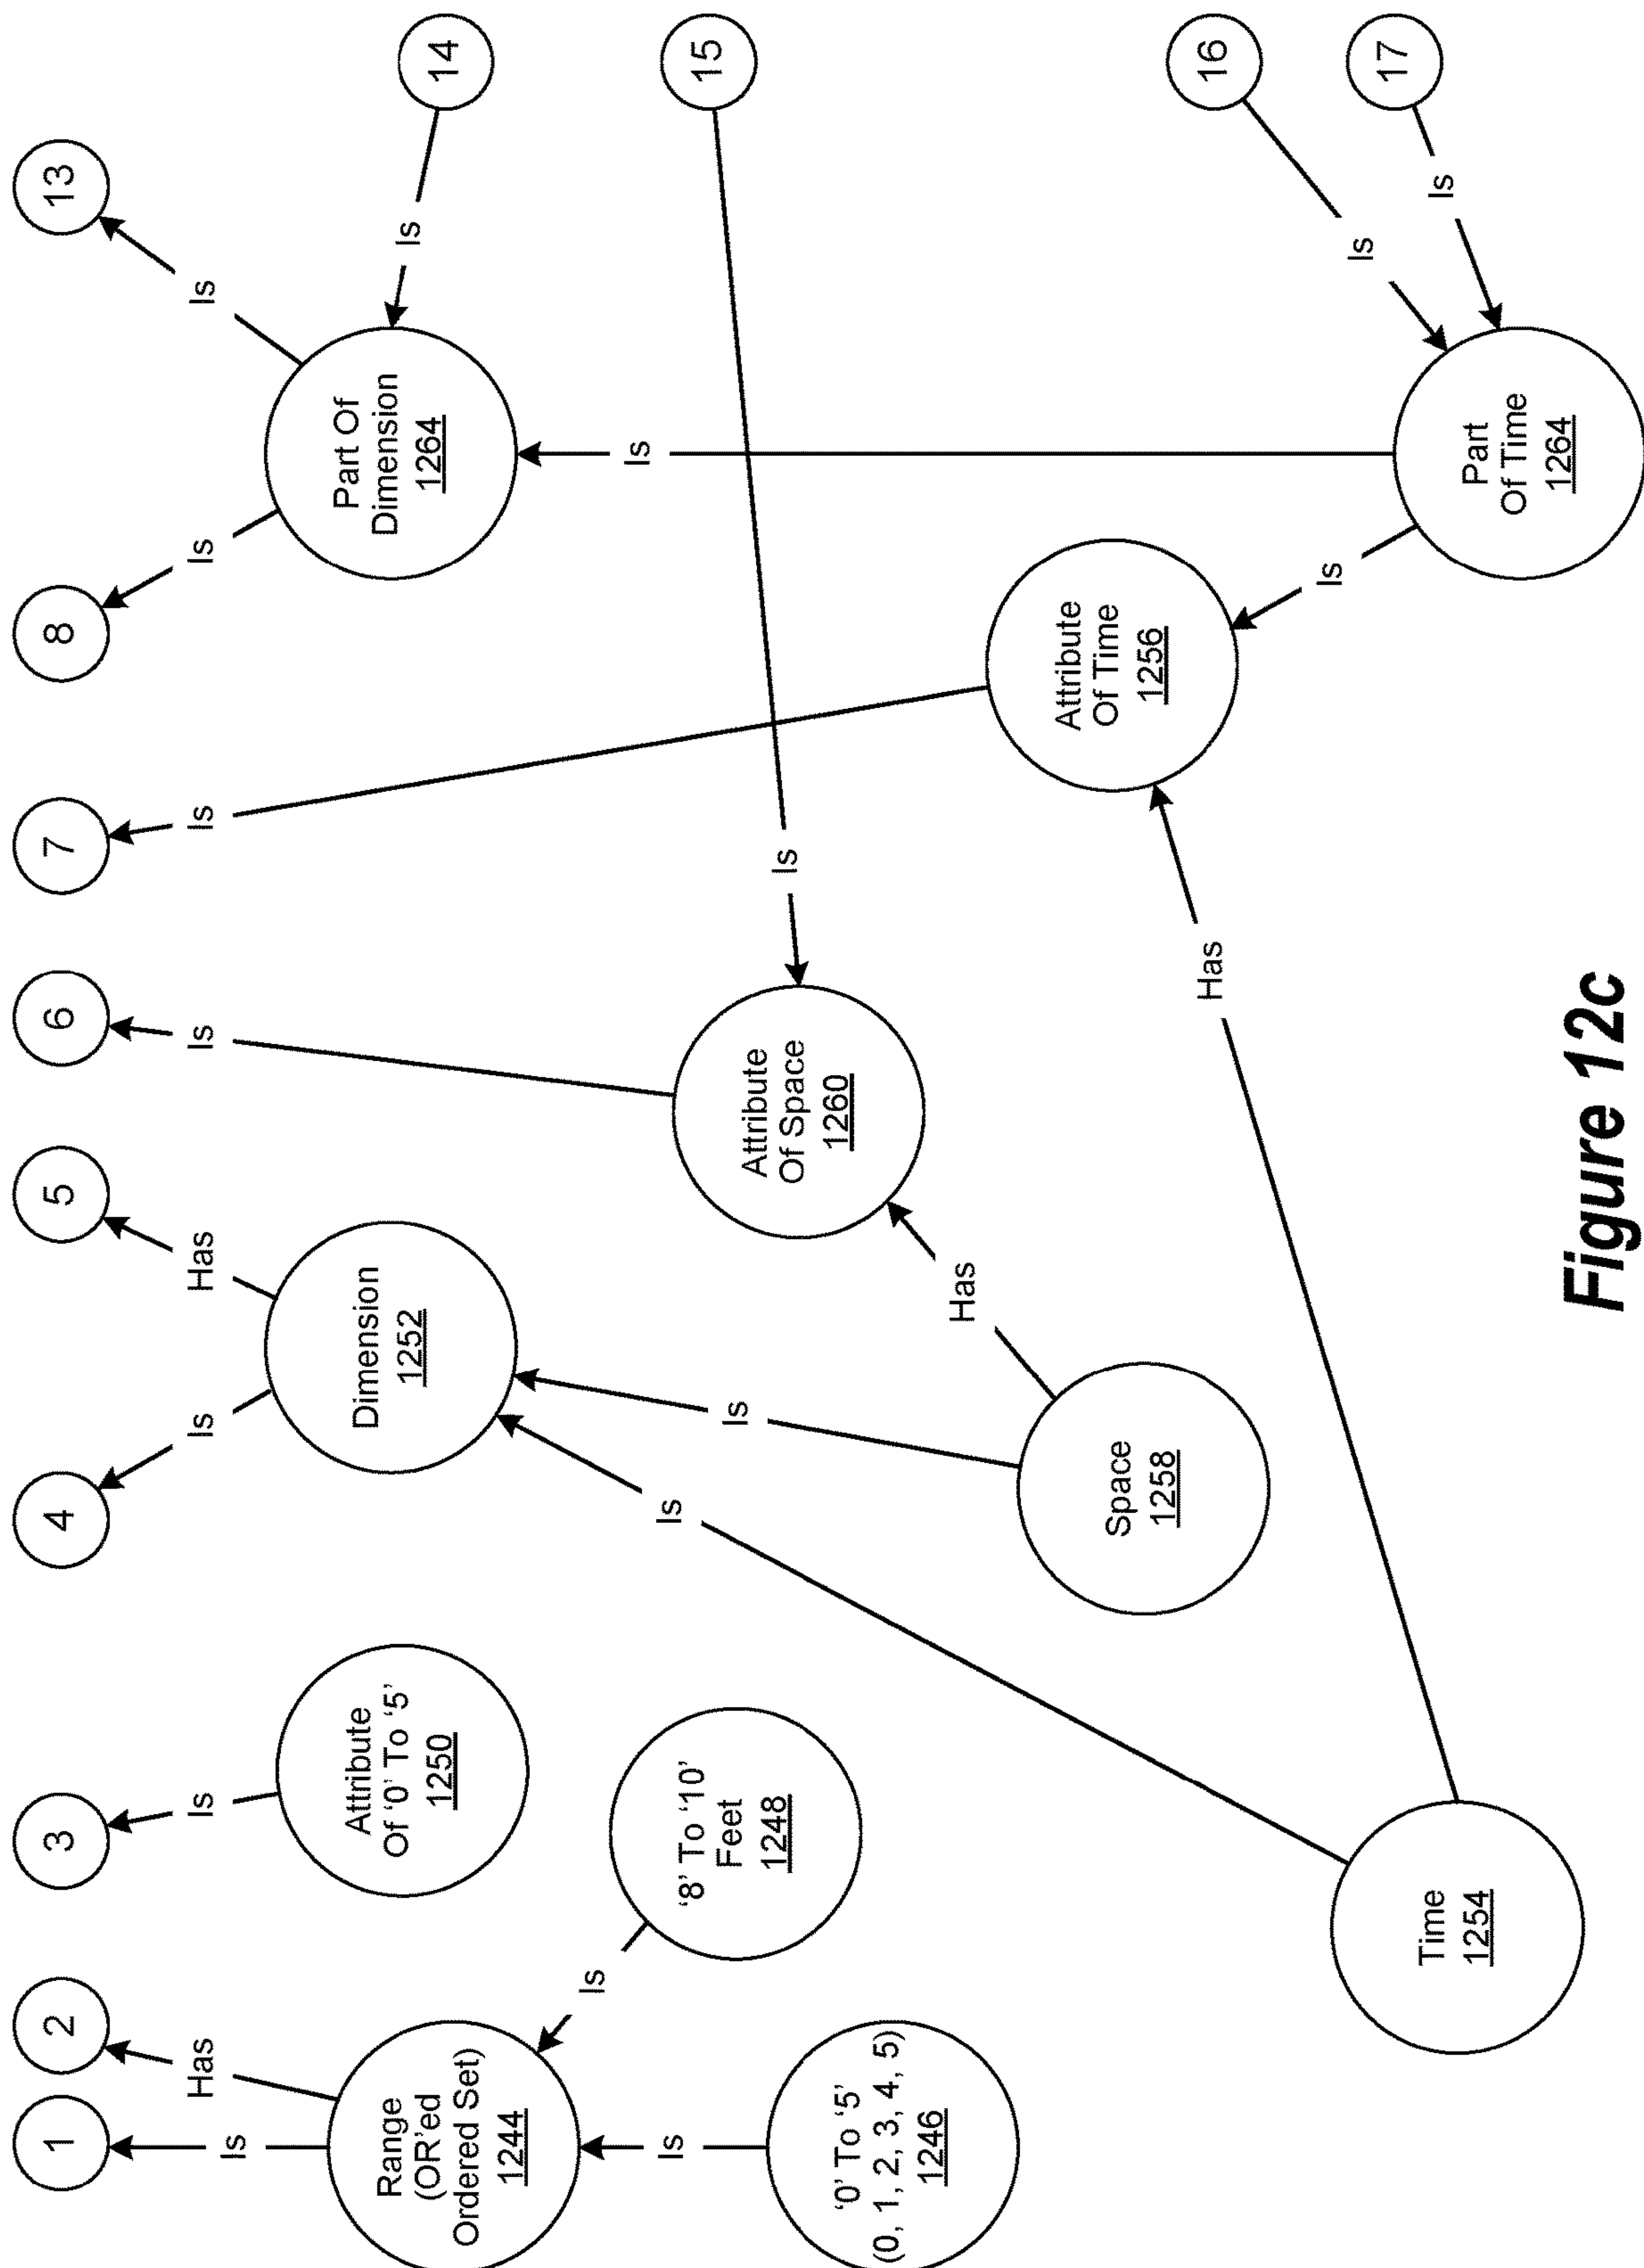 1
2
3
4
5
6
7
8
13
Is
Has
Is
Is
Has
Is
Is
Is
Is
14
Range
(OR'ed
Ordered Set)
1244
Attribute
Of ‘0’ To ‘5’
1250
Dimension
1252
Part Of
Dimension
1264
Is
Is
Is
Is
Is
Is
15
‘0’ To ‘5’
(0, 1, 2, 3, 4, 5)
1246
‘8’ To ‘10’
Feet
1248
Attribute
Of Space
1260
Is
Has
Space
1258
Attribute
Of Time
1256
Has
Is
Is
16
Is
17
Time
1254
Part
Of Time
1264
Figure 12c